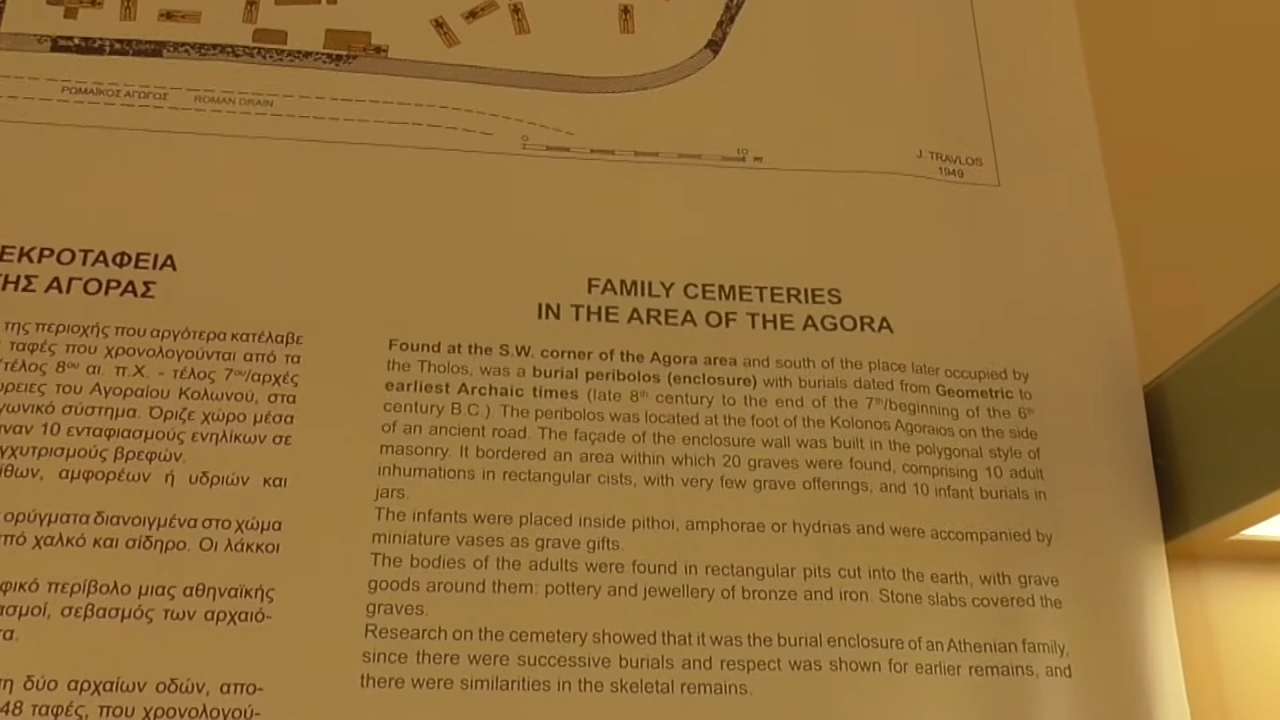 ΡΩΜΑΪΚΟΣ ΑΓΩΓΟΣ ROMAN DRAIN
0 10 m
J. TRAVLOS
1949
ΕΚΡΟΤΑΦΕΙΑ
ΤΗΣ ΑΓΟΡΑΣ
της περιοχής που αργότερα κατέλαβε
ταφές που χρονολογούνται από τα
τέλος 8ου αι. π.Χ. - τέλος 7ου/αρχές
ώρειες του Αγοραίου Κολωνού, στα
γωνικό σύστημα. Όριζε χώρο μέσα
ναν 10 ενταφιασμούς ενηλίκων σε
γχυτρισμούς βρεφών.
ίθων, αμφορέων ή υδριών και
ορύγματα διανοιγμένα στο χώμα
πό χαλκό και σίδηρο. Οι λάκκοι
φικό περίβολο μιας αθηναϊκής
ασμοί, σεβασμός των αρχαιό-
τα.
η δύο αρχαίων οδών, απο-
48 ταφές, που χρονολογού-
FAMILY CEMETERIES
IN THE AREA OF THE AGORA
Found at the S.W. corner of the Agora area and south of the place later occupied by
the Tholos, was a burial peribolos (enclosure) with burials dated from Geometric to
earliest Archaic times (late 8th century to the end of the 7th/beginning of the 6th
century B.C.). The peribolos was located at the foot of the Kolonos Agoraios on the side
of an ancient road. The façade of the enclosure wall was built in the polygonal style of
masonry. It bordered an area within which 20 graves were found, comprising 10 adult
inhumations in rectangular cists, with very few grave offerings, and 10 infant burials in
jars.
The infants were placed inside pithoi, amphorae or hydrias and were accompanied by
miniature vases as grave gifts.
The bodies of the adults were found in rectangular pits cut into the earth, with grave
goods around them: pottery and jewellery of bronze and iron. Stone slabs covered the
graves.
Research on the cemetery showed that it was the burial enclosure of an Athenian family,
since there were successive burials and respect was shown for earlier remains, and
there were similarities in the skeletal remains.